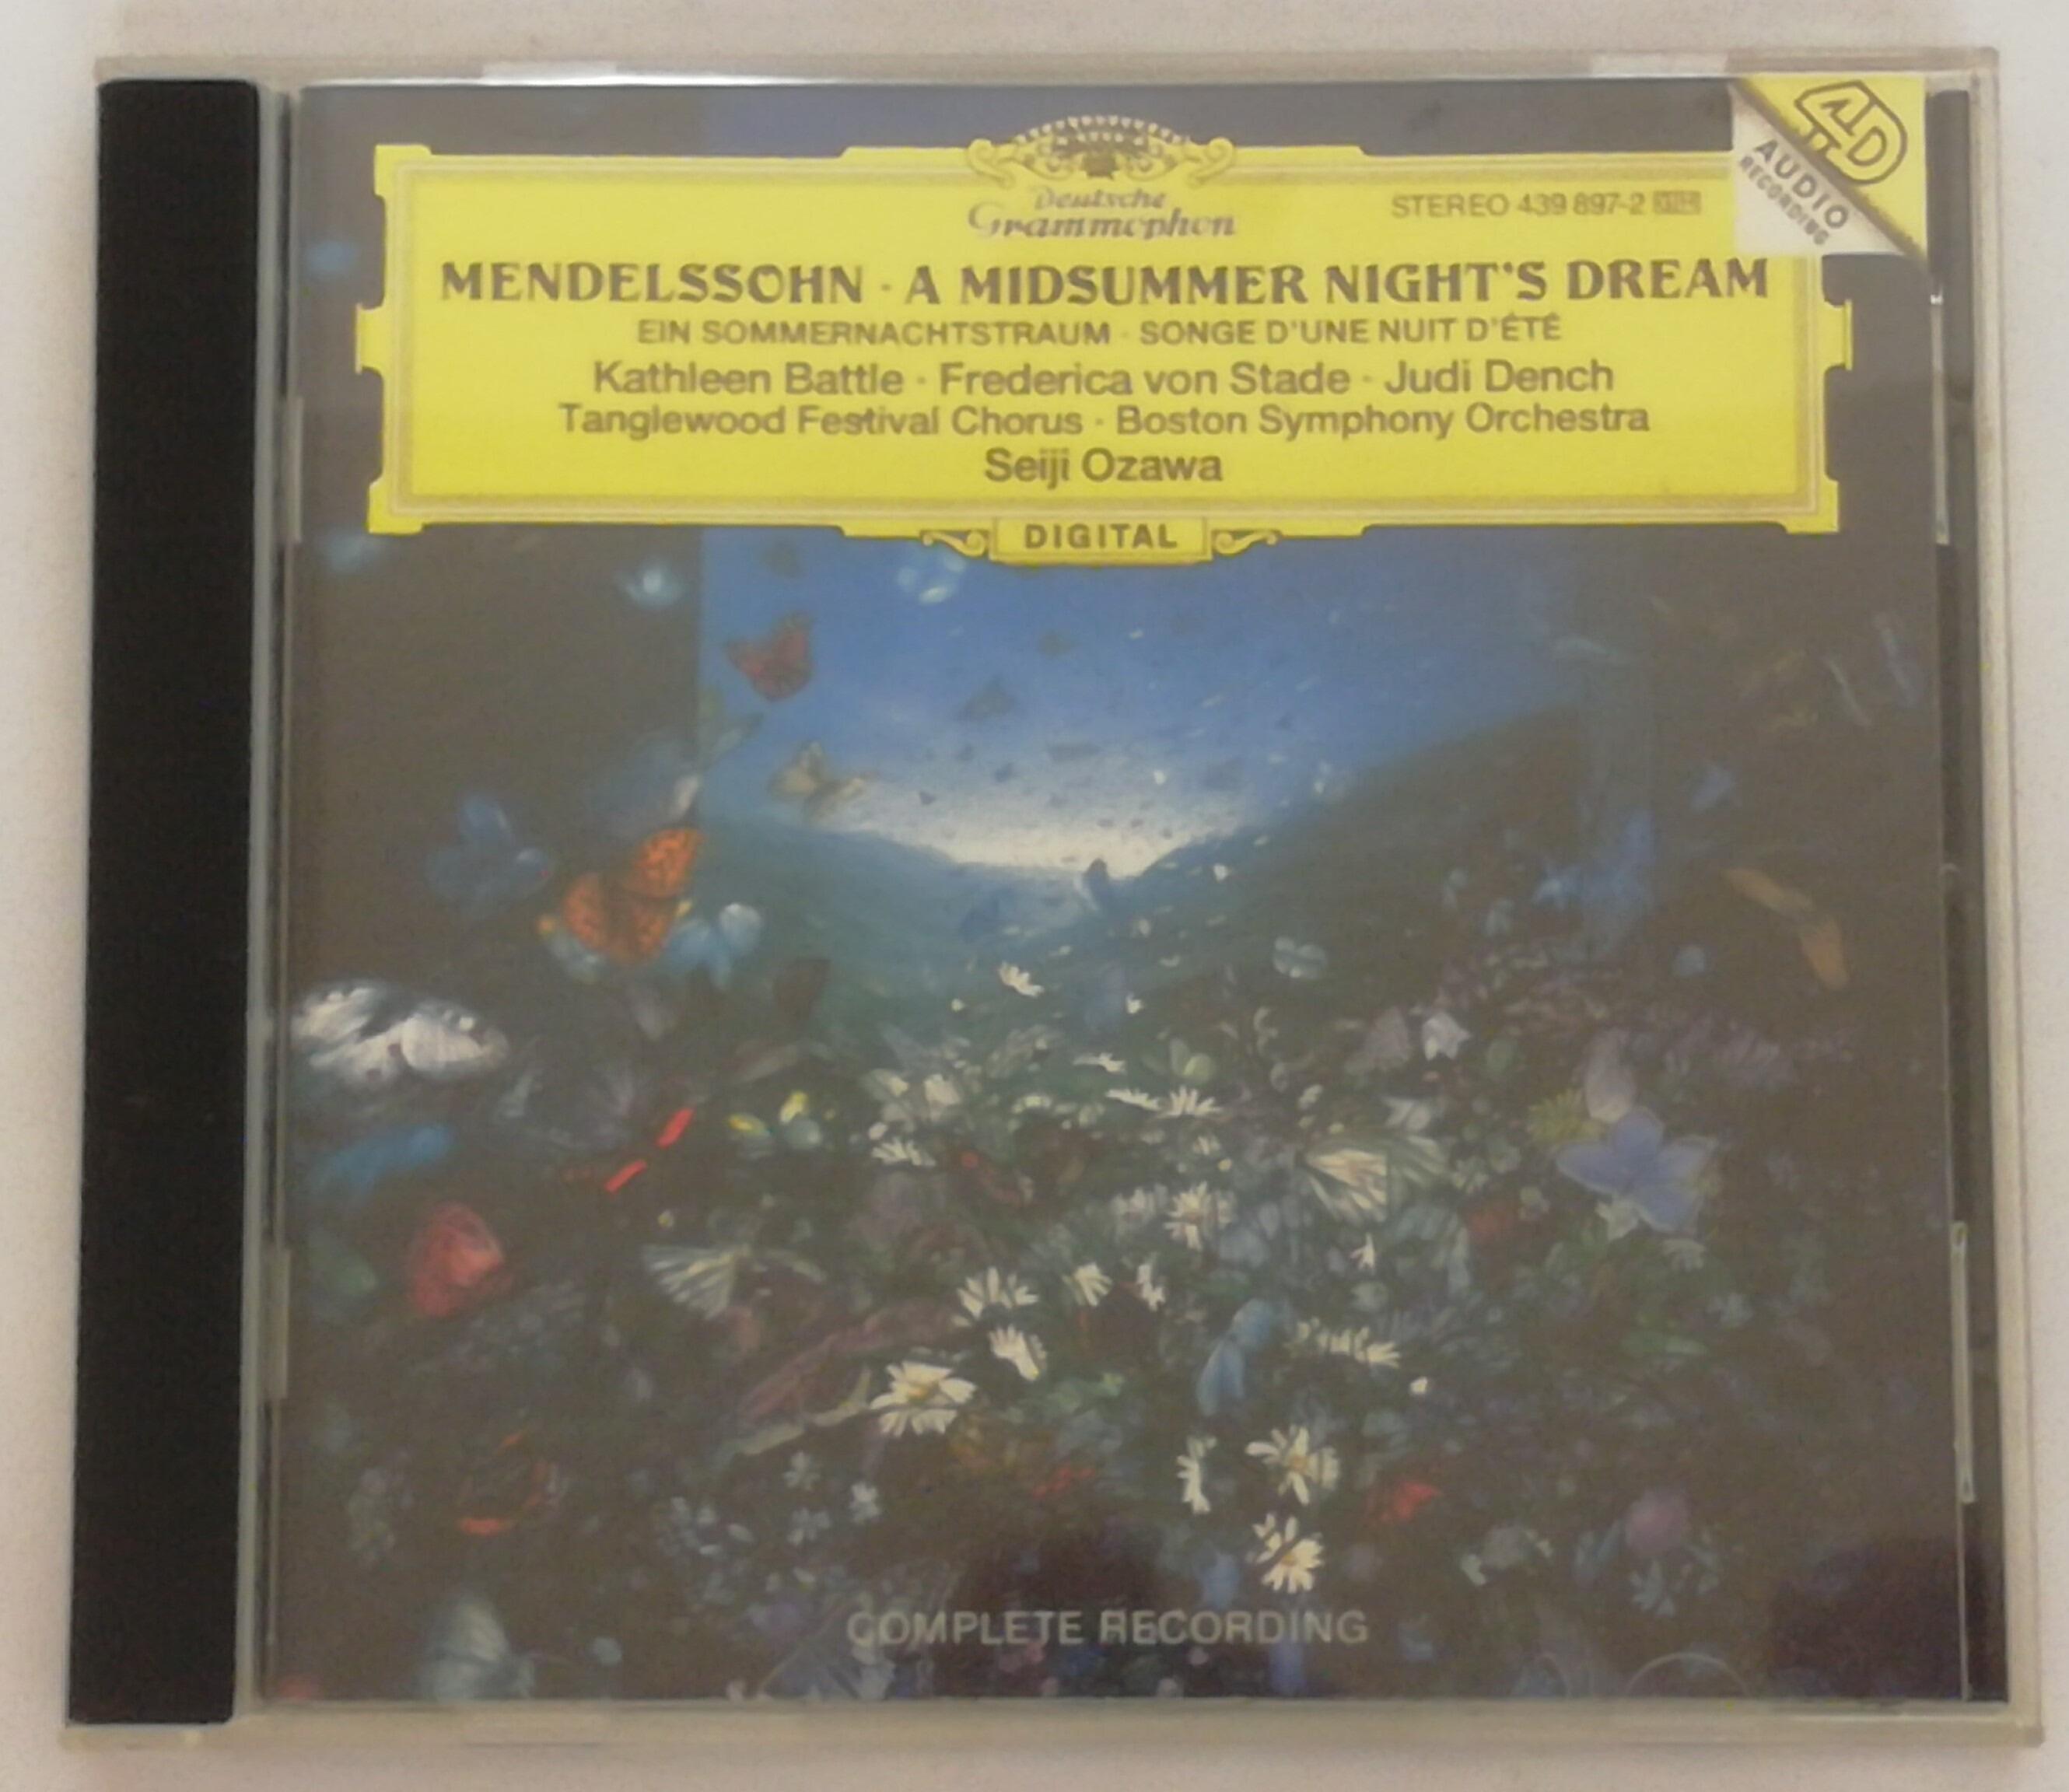 4D
AUDIO
RECORDING
Deutsche
Grammophon
STEREO 439 897-2
MENDELSSOHN · A MIDSUMMER NIGHT'S DREAM
EIN SOMMERNACHTSTRAUM · SONGE D'UNE NUIT D'ÉTÉ
Kathleen Battle · Frederica von Stade · Judi Dench
Tanglewood Festival Chorus · Boston Symphony Orchestra
Seiji Ozawa
DIGITAL
COMPLETE RECORDING